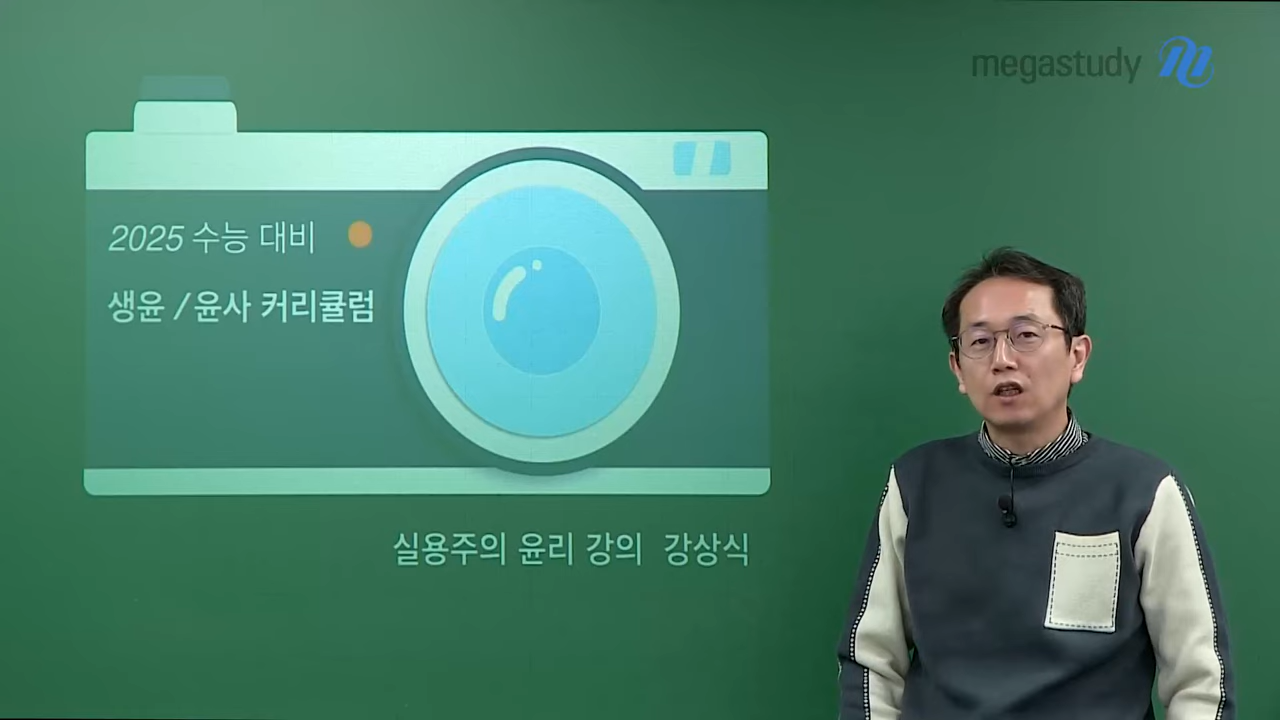 megastudy
2025 수능 대비
생윤 / 윤사 커리큘럼
실용주의 윤리 강의 강상식